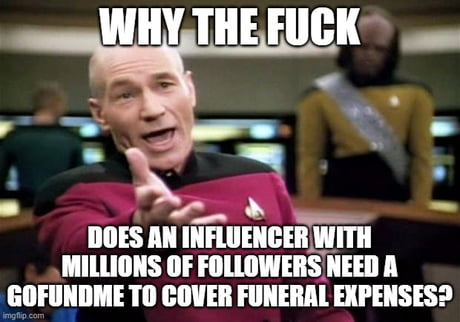 WHY THE FUCK
DOES AN INFLUENCER WITH
MILLIONS OF FOLLOWERS NEED A
GOFUNDME TO COVER FUNERAL EXPENSES?
imgflip.com